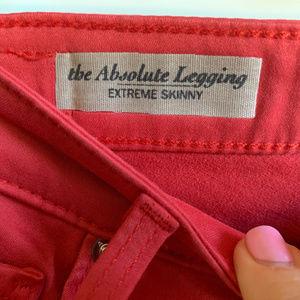 the Absolute Legging
EXTREME SKINNY